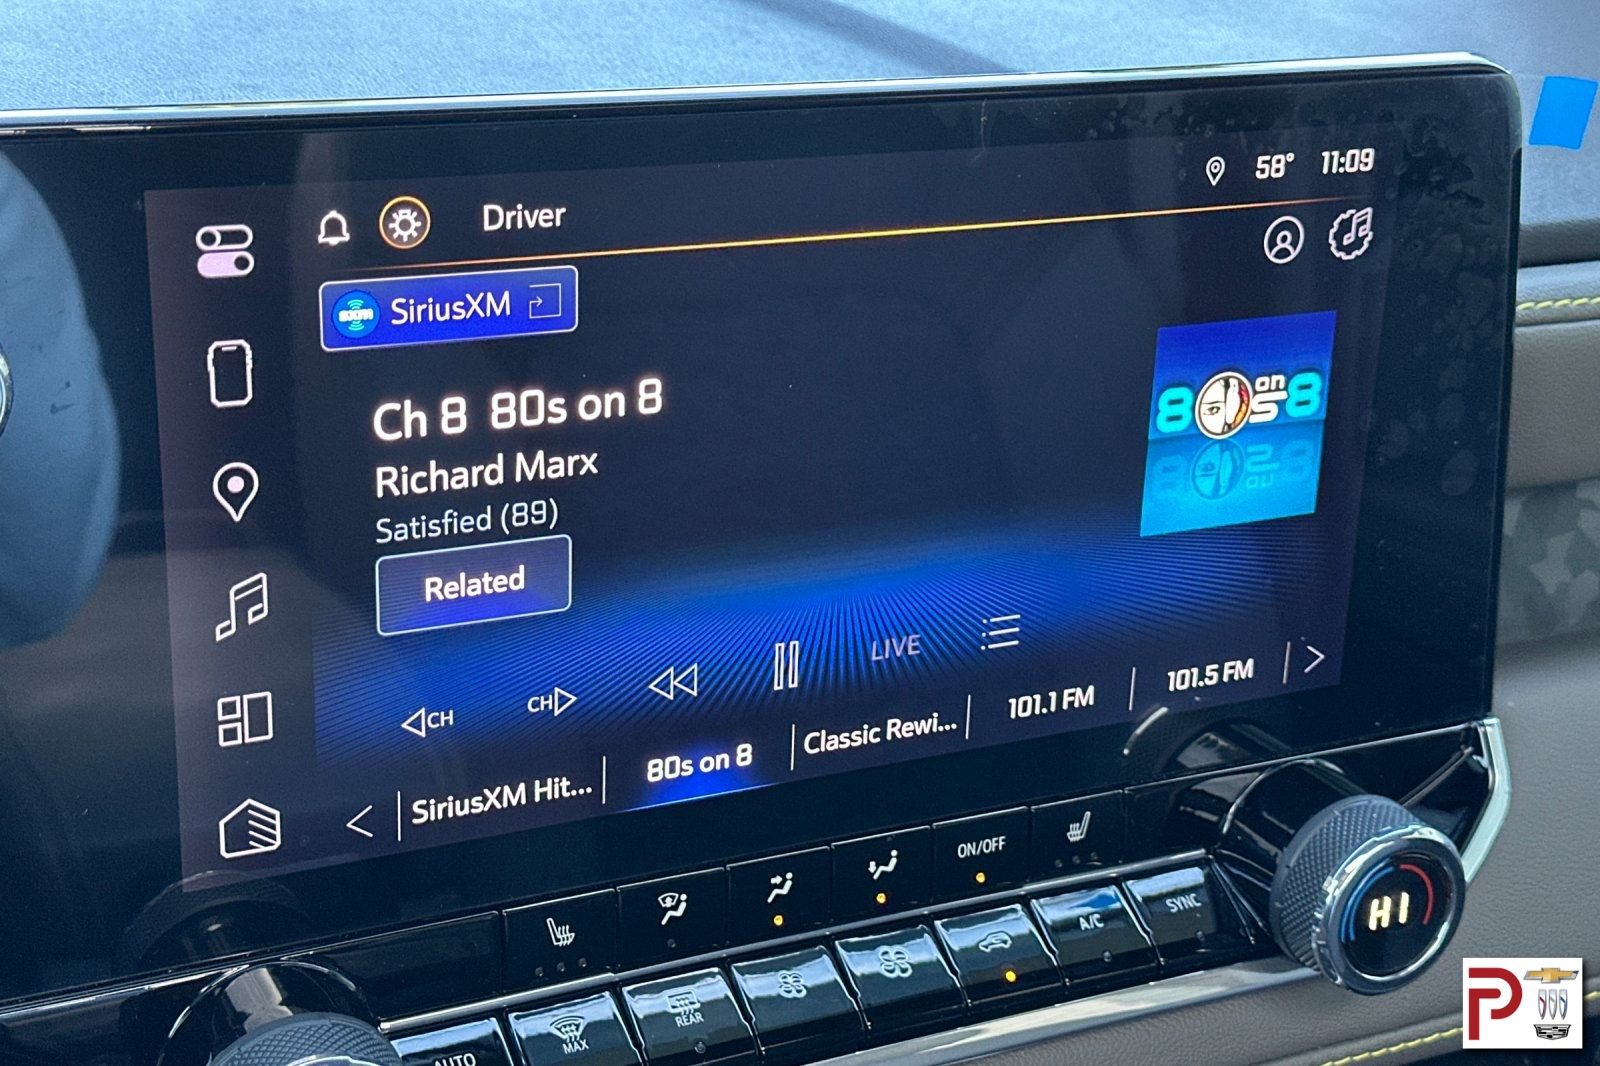 58° 11:09
Driver
SXM SiriusXM
Ch 8 80s on 8
Richard Marx
Satisfied (89)
Related
80s on 8
CH CH LIVE
SiriusXM Hit... 80s on 8 Classic Rewi... 101.1 FM 101.5 FM
ON/OFF
AUTO MAX REAR A/C SYNC
HI
P